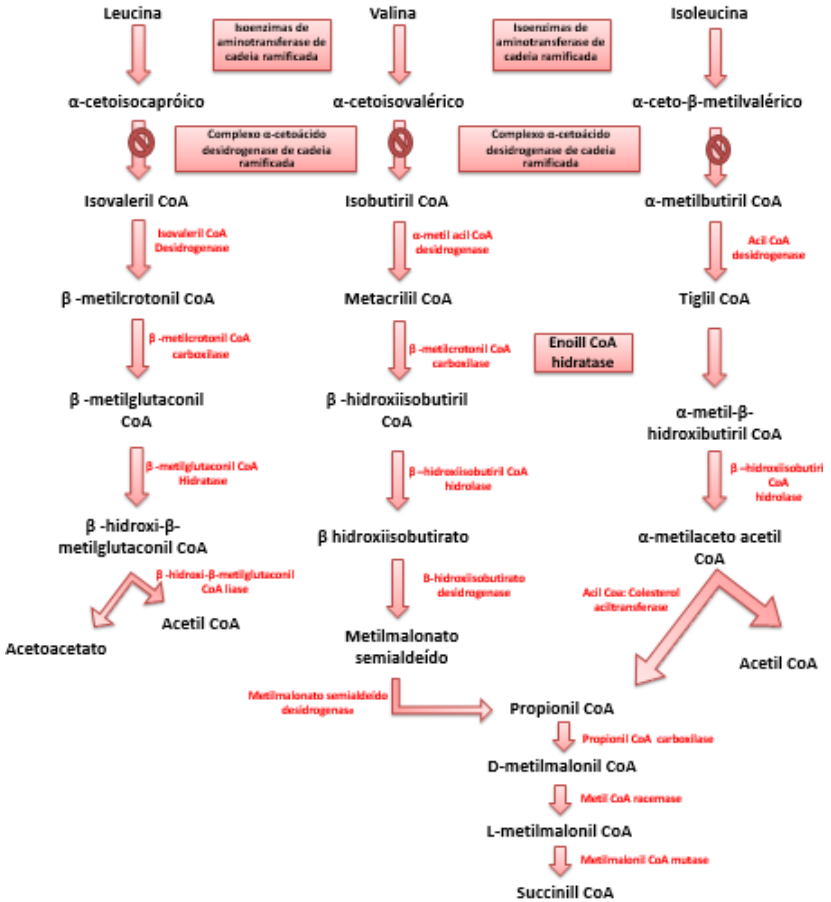 Leucina
Isoenzimas de
aminotransferase de
cadeia ramificada
Valina
Isoenzimas de
aminotransferase de
cadeia ramificada
Isoleucina
α-cetoisocapróico
α-cetoisovalérico
α-ceto-β-metilvalérico
Complexo α-cetoácido
desidrogenase de cadeia
ramificada
Complexo α-cetoácido
desidrogenase de cadeia
ramificada
Isovaleril CoA
Isobutiril CoA
α-metilbutiril CoA
Isovaleril CoA
Desidrogenase
α-metil acil CoA
desidrogenase
Acil CoA
desidrogenase
β -metilcrotonil CoA
Metacrilil CoA
Tiglil CoA
β -metilcrotonil CoA
carboxilase
β -metilcrotonil CoA
carboxilase
Enoill CoA
hidratase
β -metilglutaconil
CoA
β -hidroxiisobutiril
CoA
α-metil-β-
hidroxibutiril CoA
β -metilglutaconil CoA
Hidratase
β -hidroxiisobutiril CoA
hidrolase
β -hidroxiisobutiri
CoA
hidrolase
β -hidroxi-β-
metilglutaconil CoA
β hidroxiisobutirato
α-metilaceto acetil
CoA
β -hidroxi-β-metilglutaconil
CoA liase
B-hidroxiisobutirato
desidrogenase
Acil Coa: Colesterol
aciltransferase
Acetoacetato
Acetil CoA
Metilmalonato
semialdeído
Acetil CoA
Metilmalonato semialdeído
desidrogenase
Propionil CoA
Propionil CoA carboxilase
D-metilmalonil CoA
Metil CoA racemase
L-metilmalonil CoA
Metilmalonil CoA mutase
Succinill CoA